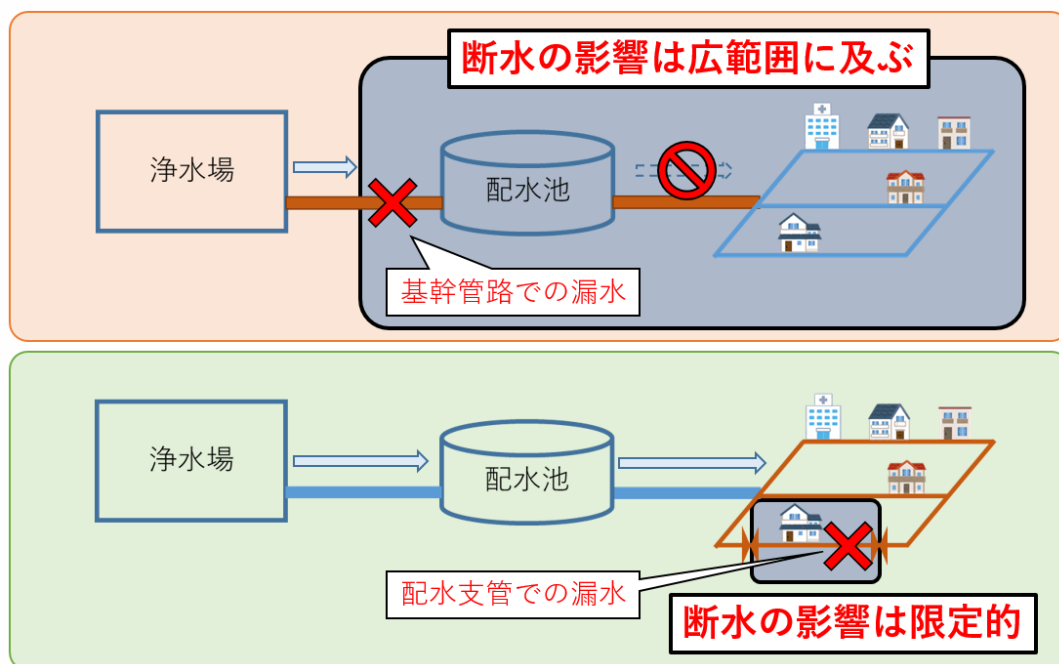 断水の影響は広範囲に及ぶ
浄水場
配水池
基幹管路での漏水
浄水場
配水池
配水支管での漏水
断水の影響は限定的